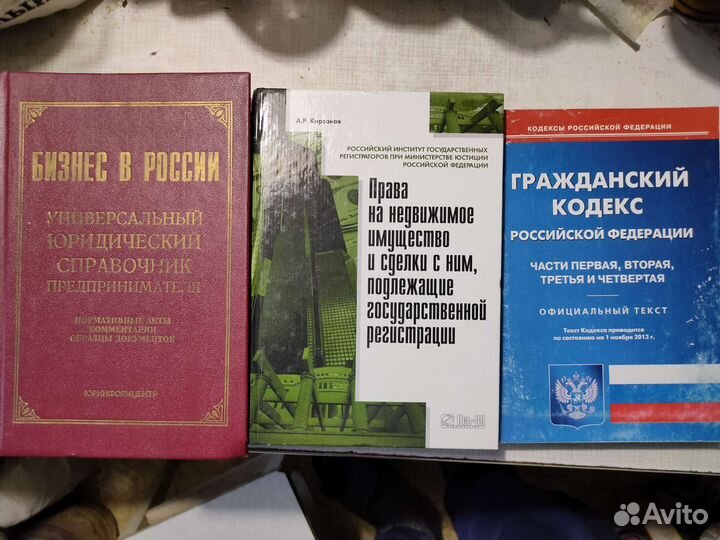 БИЗНЕС В РОССИИ
УНИВЕРСАЛЬНЫЙ
ЮРИДИЧЕСКИЙ
СПРАВОЧНИК
ПРЕДПРИНИМАТЕЛЯ
НОРМАТИВНЫЕ АКТЫ
КОММЕНТАРИИ
ОБРАЗЦЫ ДОКУМЕНТОВ
ЮРИНФОРМЦЕНТР
А.Р. Кирсанов
РОССИЙСКИЙ ИНСТИТУТ ГОСУДАРСТВЕННЫХ
РЕГИСТРАТОРОВ ПРИ МИНИСТЕРСТВЕ ЮСТИЦИИ
РОССИЙСКОЙ ФЕДЕРАЦИИ
Права
на недвижимое
имущество
и сделки с ним,
подлежащие
государственной
регистрации
Ось-89
КОДЕКСЫ РОССИЙСКОЙ ФЕДЕРАЦИИ
ГРАЖДАНСКИЙ
КОДЕКС
РОССИЙСКОЙ ФЕДЕРАЦИИ
ЧАСТИ ПЕРВАЯ, ВТОРАЯ,
ТРЕТЬЯ И ЧЕТВЕРТАЯ
ОФИЦИАЛЬНЫЙ ТЕКСТ
Текст Кодекса приводится
по состоянию на 1 ноября 2013 г.
Avito